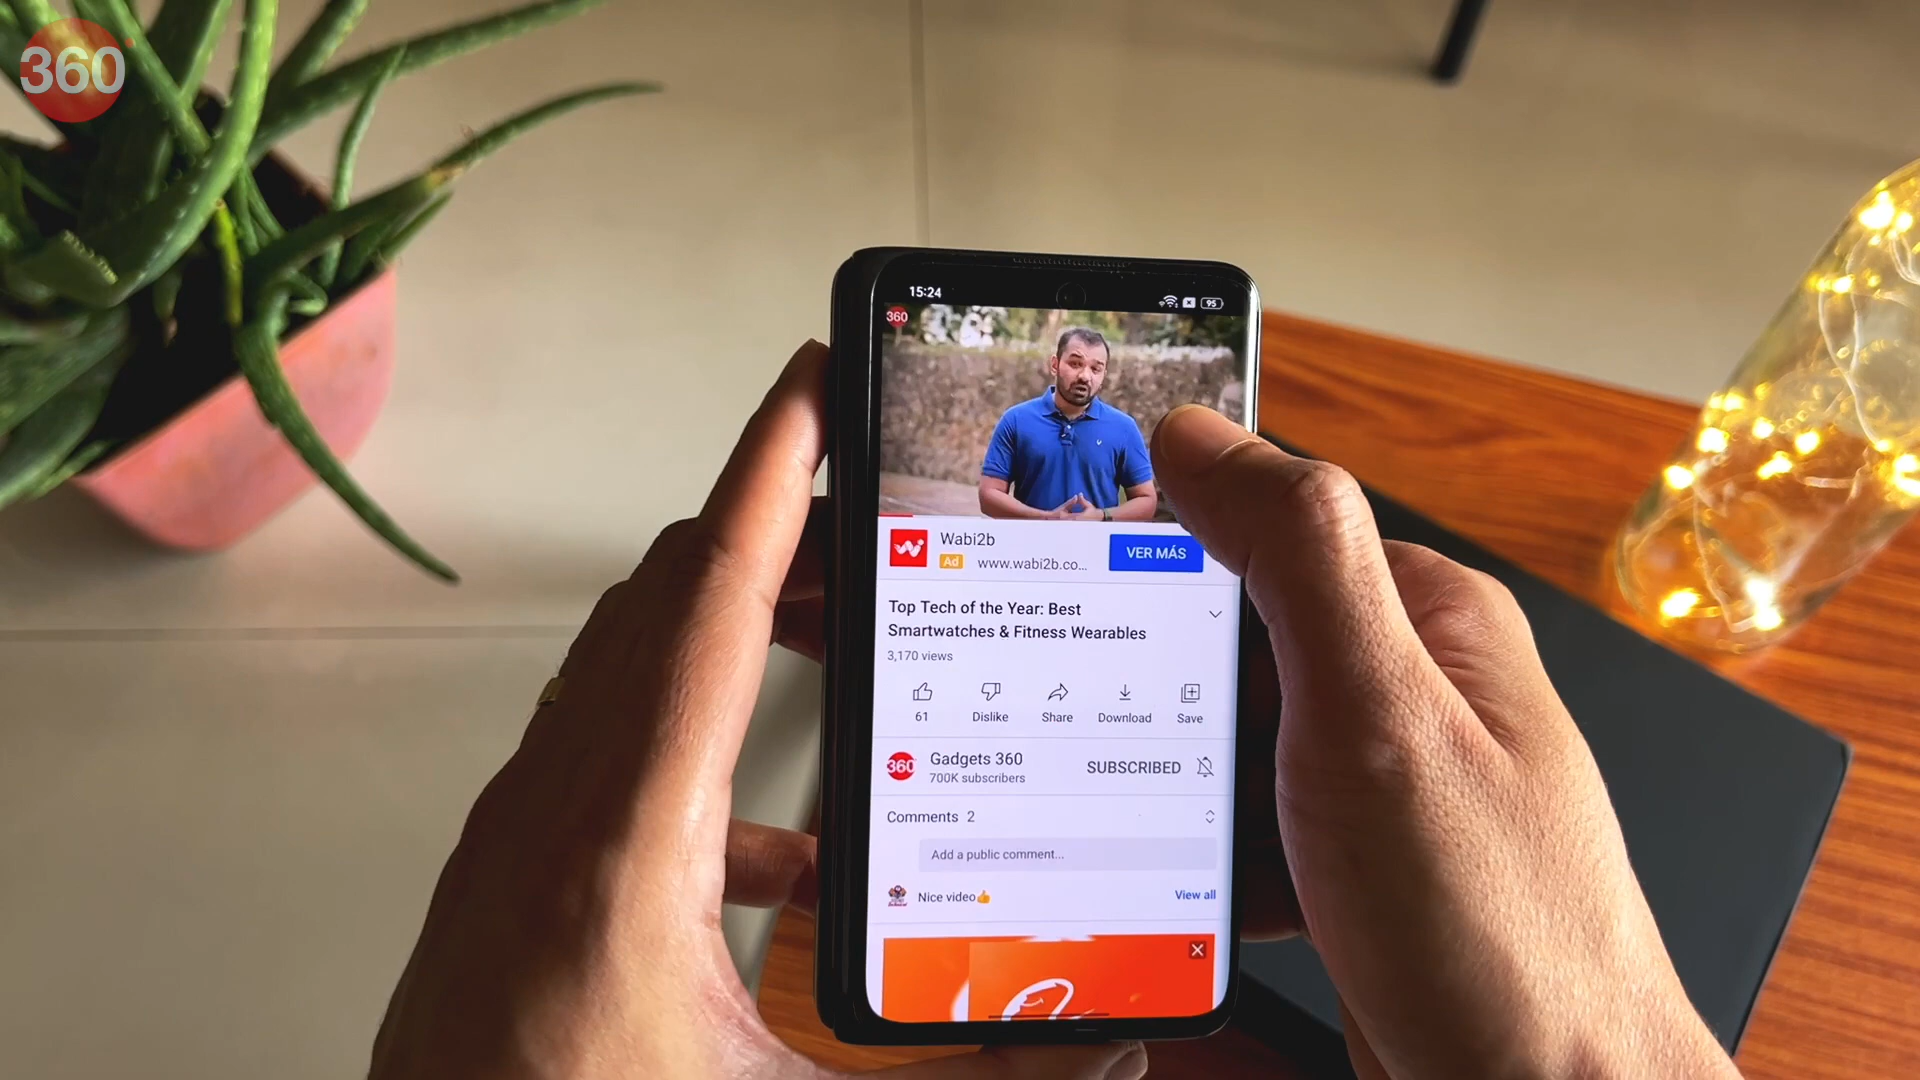 360
15:24
95
360
Wabi2b
Ad www.wabi2b.co...
VER MÁS
Top Tech of the Year: Best
Smartwatches & Fitness Wearables
3,170 views
61 Dislike Share Download Save
360
Gadgets 360
700K subscribers
SUBSCRIBED
Comments 2
Add a public comment...
Nice video👍
View all